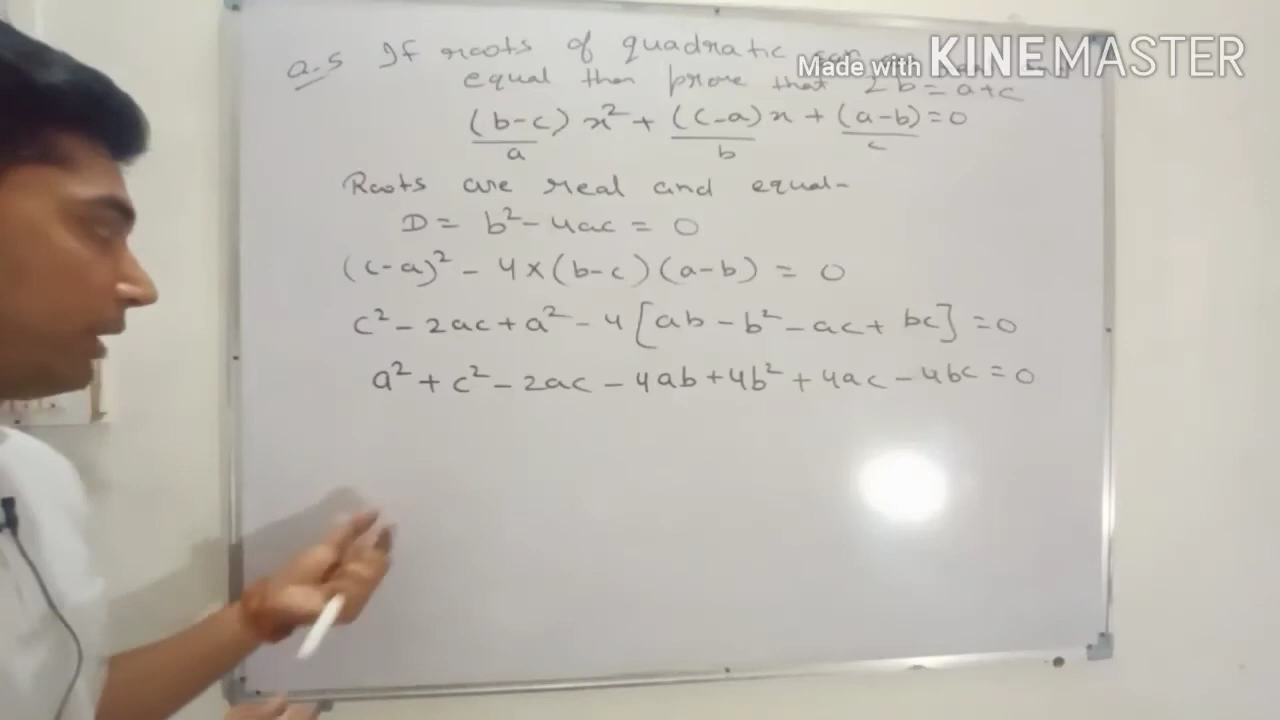 Q.5 If roots of quadratic
Made with KINEMASTER
equal then prove that 2b=a+c
(b-c) x² + (c-a)x + (a-b)=0
a b c
Roots are real and equal-
D = b² - 4ac = 0
(c-a)² - 4×(b-c)(a-b) = 0
c² - 2ac + a² - 4[ab - b² - ac + bc] = 0
a² + c² - 2ac - 4ab + 4b² + 4ac - 4bc = 0